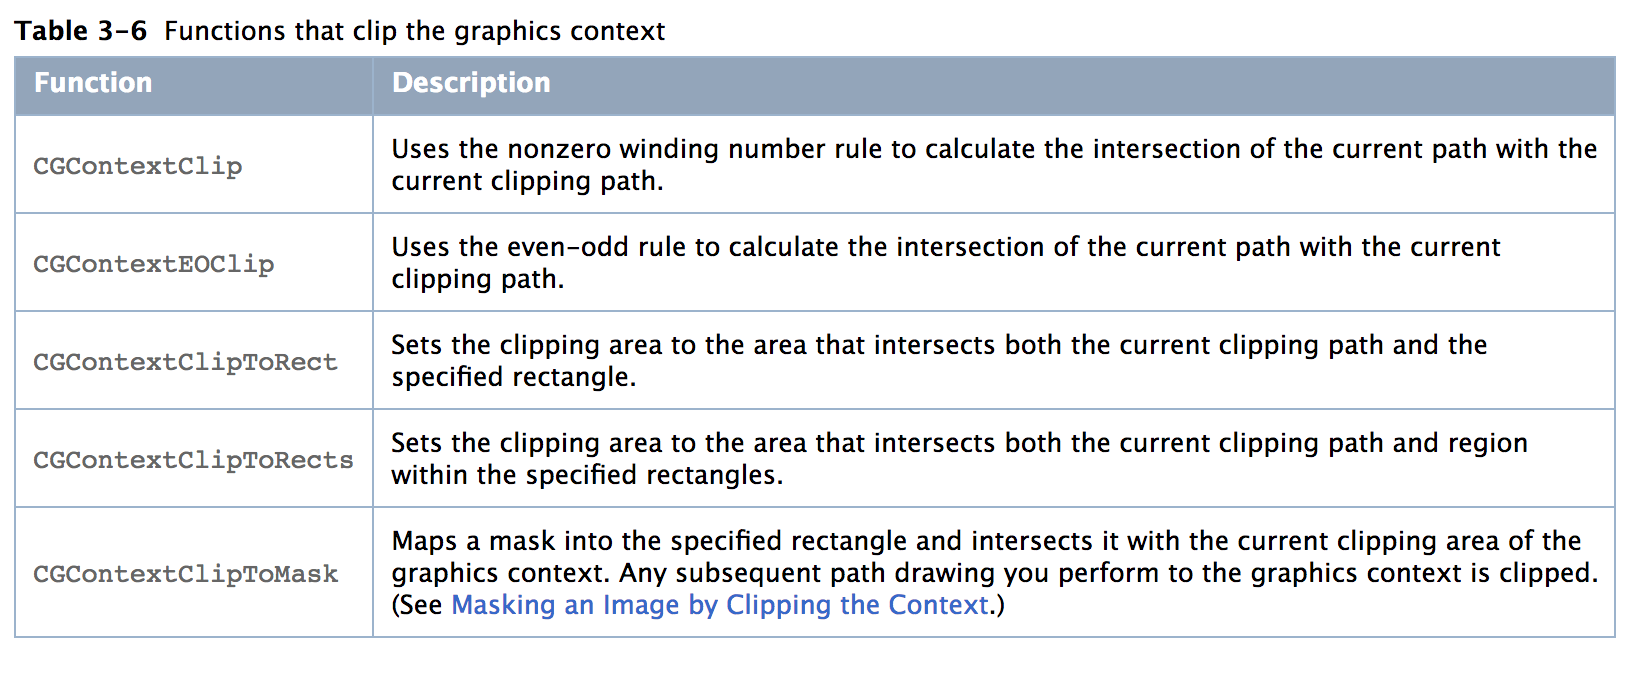 Table 3-6 Functions that clip the graphics context
Function Description
CGContextClip
Uses the nonzero winding number rule to calculate the intersection of the current path with the
current clipping path.
CGContextEOClip
Uses the even-odd rule to calculate the intersection of the current path with the current
clipping path.
CGContextClipToRect
Sets the clipping area to the area that intersects both the current clipping path and the
specified rectangle.
CGContextClipToRects
Sets the clipping area to the area that intersects both the current clipping path and region
within the specified rectangles.
CGContextClipToMask
Maps a mask into the specified rectangle and intersects it with the current clipping area of the
graphics context. Any subsequent path drawing you perform to the graphics context is clipped.
(See Masking an Image by Clipping the Context.)